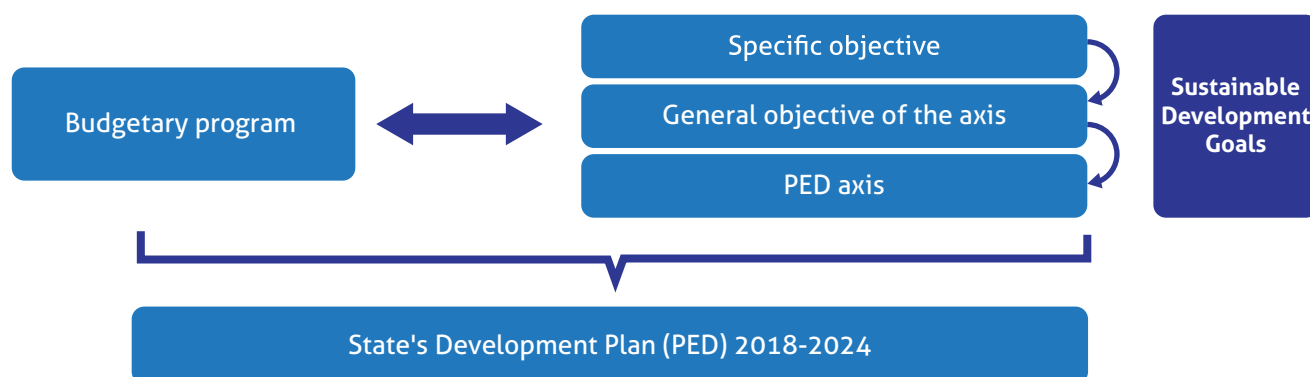 Specific objective
Budgetary program
General objective of the axis
PED axis
Sustainable
Development
Goals
State's Development Plan (PED) 2018-2024